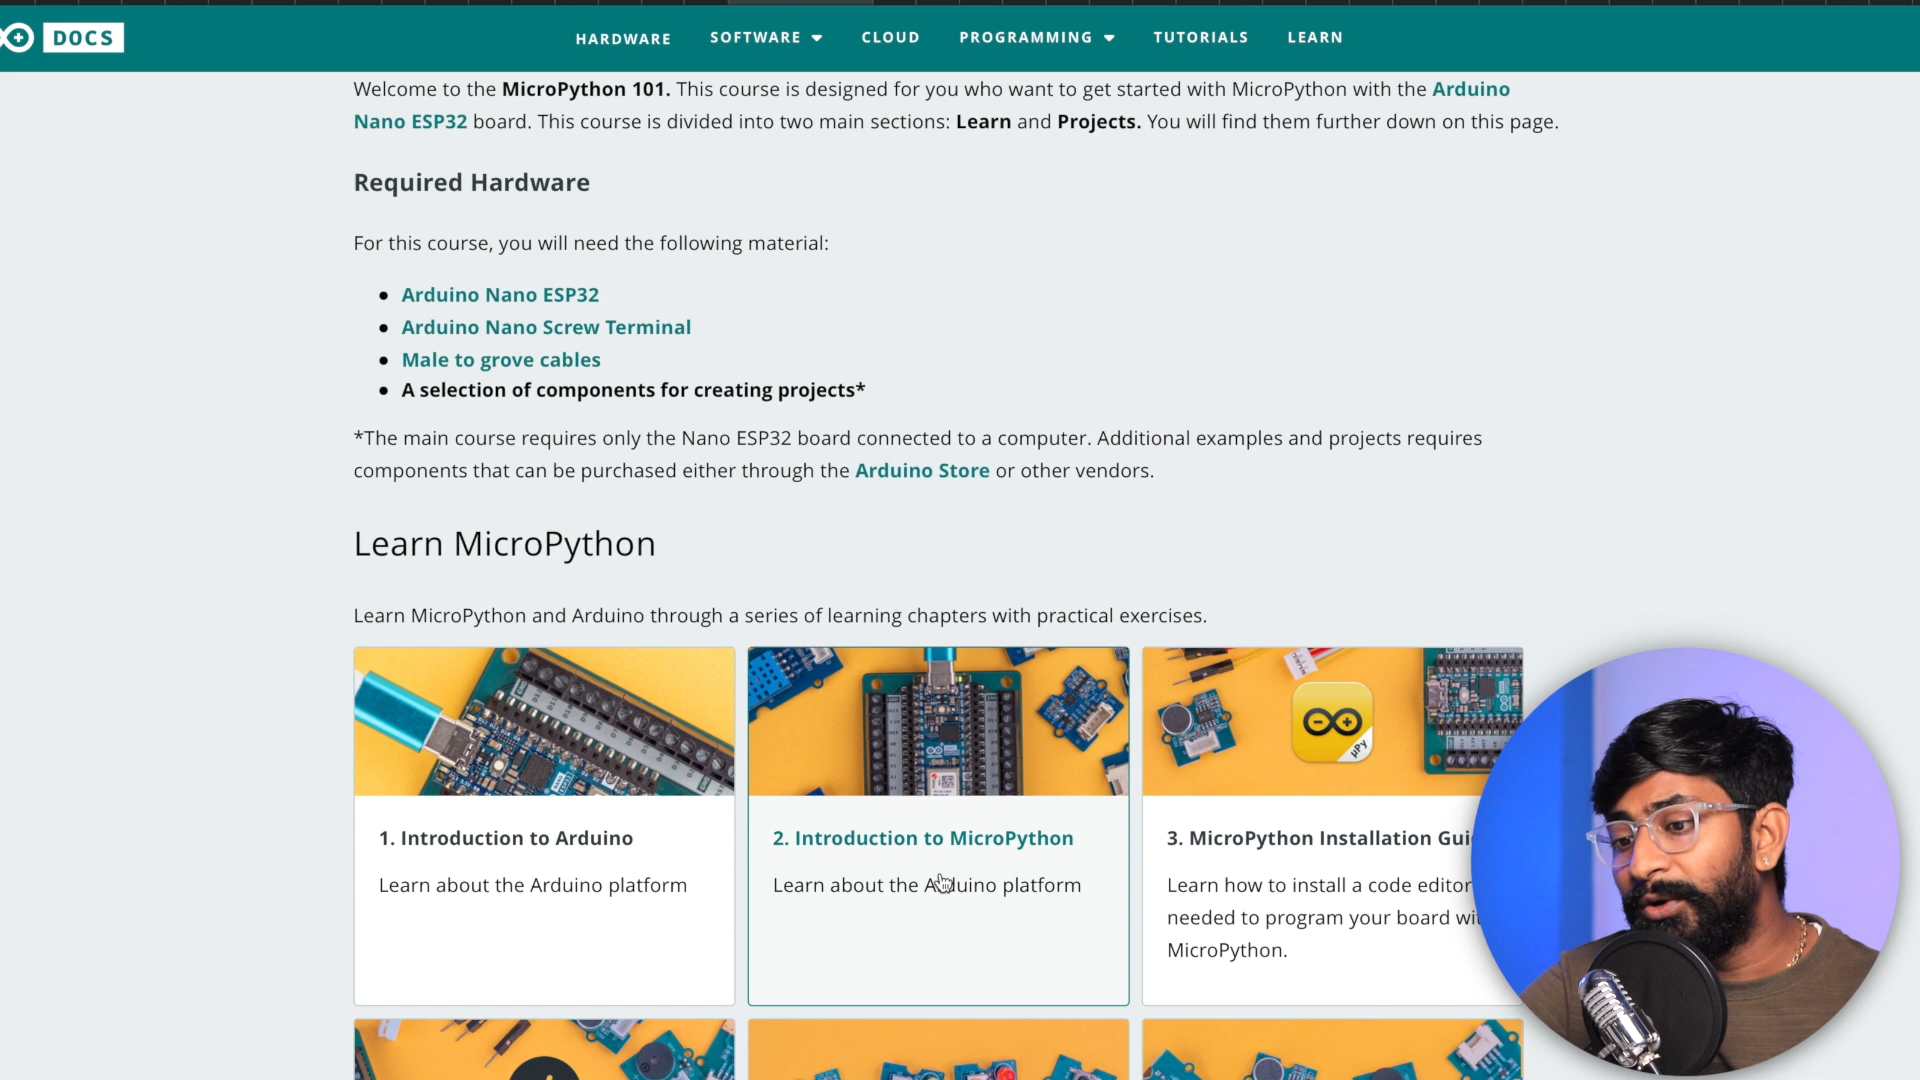 DOCS
HARDWARE
SOFTWARE
CLOUD
PROGRAMMING
TUTORIALS
LEARN
Welcome to the MicroPython 101. This course is designed for you who want to get started with MicroPython with the Arduino
Nano ESP32 board. This course is divided into two main sections: Learn and Projects. You will find them further down on this page.
Required Hardware
For this course, you will need the following material:
Arduino Nano ESP32
Arduino Nano Screw Terminal
Male to grove cables
A selection of components for creating projects*
*The main course requires only the Nano ESP32 board connected to a computer. Additional examples and projects requires
components that can be purchased either through the Arduino Store or other vendors.
Learn MicroPython
Learn MicroPython and Arduino through a series of learning chapters with practical exercises.
µPy
1. Introduction to Arduino
Learn about the Arduino platform
2. Introduction to MicroPython
Learn about the Arduino platform
3. MicroPython Installation Gui
Learn how to install a code editor
needed to program your board wi
MicroPython.